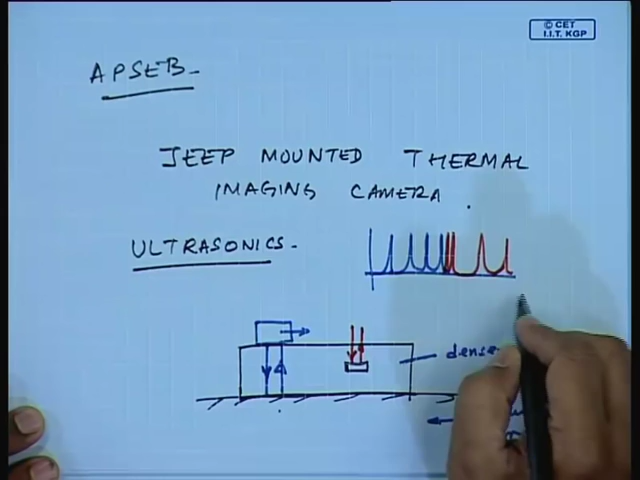 © CET
I.I.T. KGP
APSEB-
JEEP MOUNTED THERMAL
IMAGING CAMERA.
ULTRASONICS-
dense